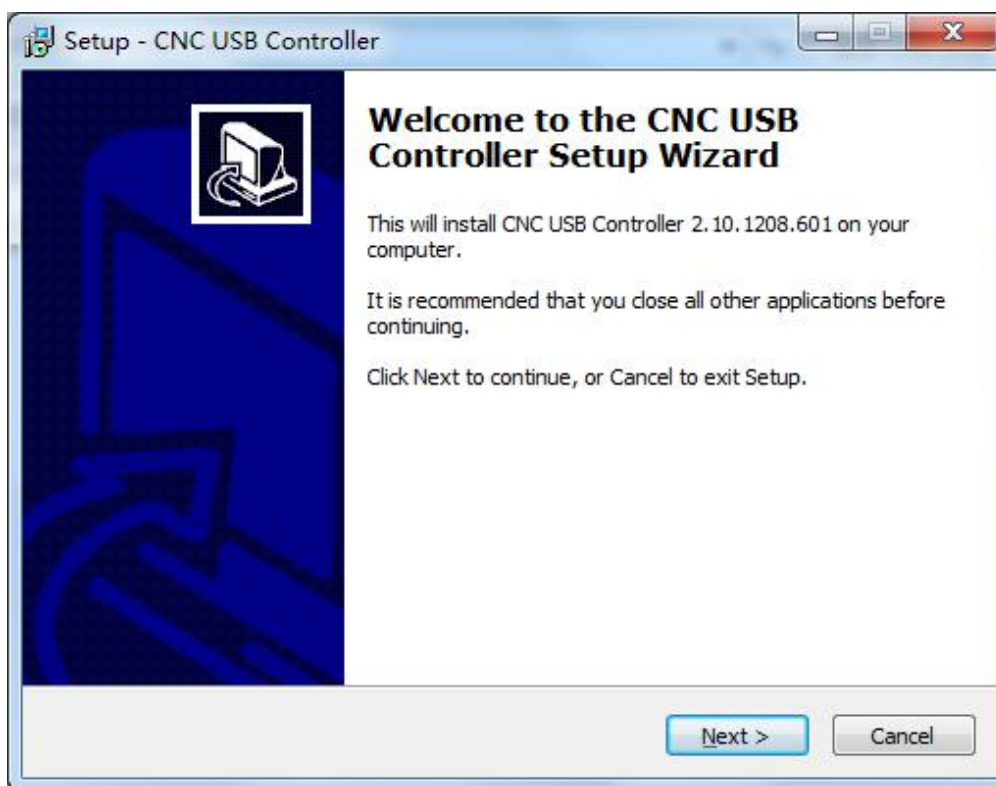 Setup - CNC USB Controller
Welcome to the CNC USB
Controller Setup Wizard
This will install CNC USB Controller 2.10.1208.601 on your
computer.
It is recommended that you close all other applications before
continuing.
Click Next to continue, or Cancel to exit Setup.
Next >
Cancel